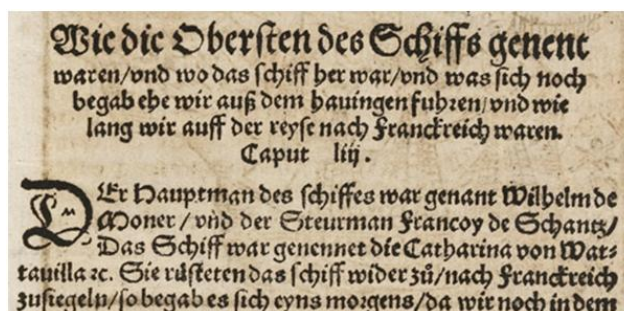 Wie die Obersten des Schiffs genent
waren/vnd wo das schiff her war/vnd was sich noch
begab ehe wir auß dem hauingen fuhren/vnd wie
lang wir auff der reyse nach Franckreich waren.
Caput liij.
DEr Hauptman des schiffes war genant Wilhelm de
Moner / vñd der Steurman Francoy de Schantz/
Das Schiff war genennet die Catharina von Wat⸗
tauilla ꝛc. Sie rüsteten das schiff wider zů/nach Franckreich
zusiegeln/so begab es sich eyns morgens/da wir noch in dem